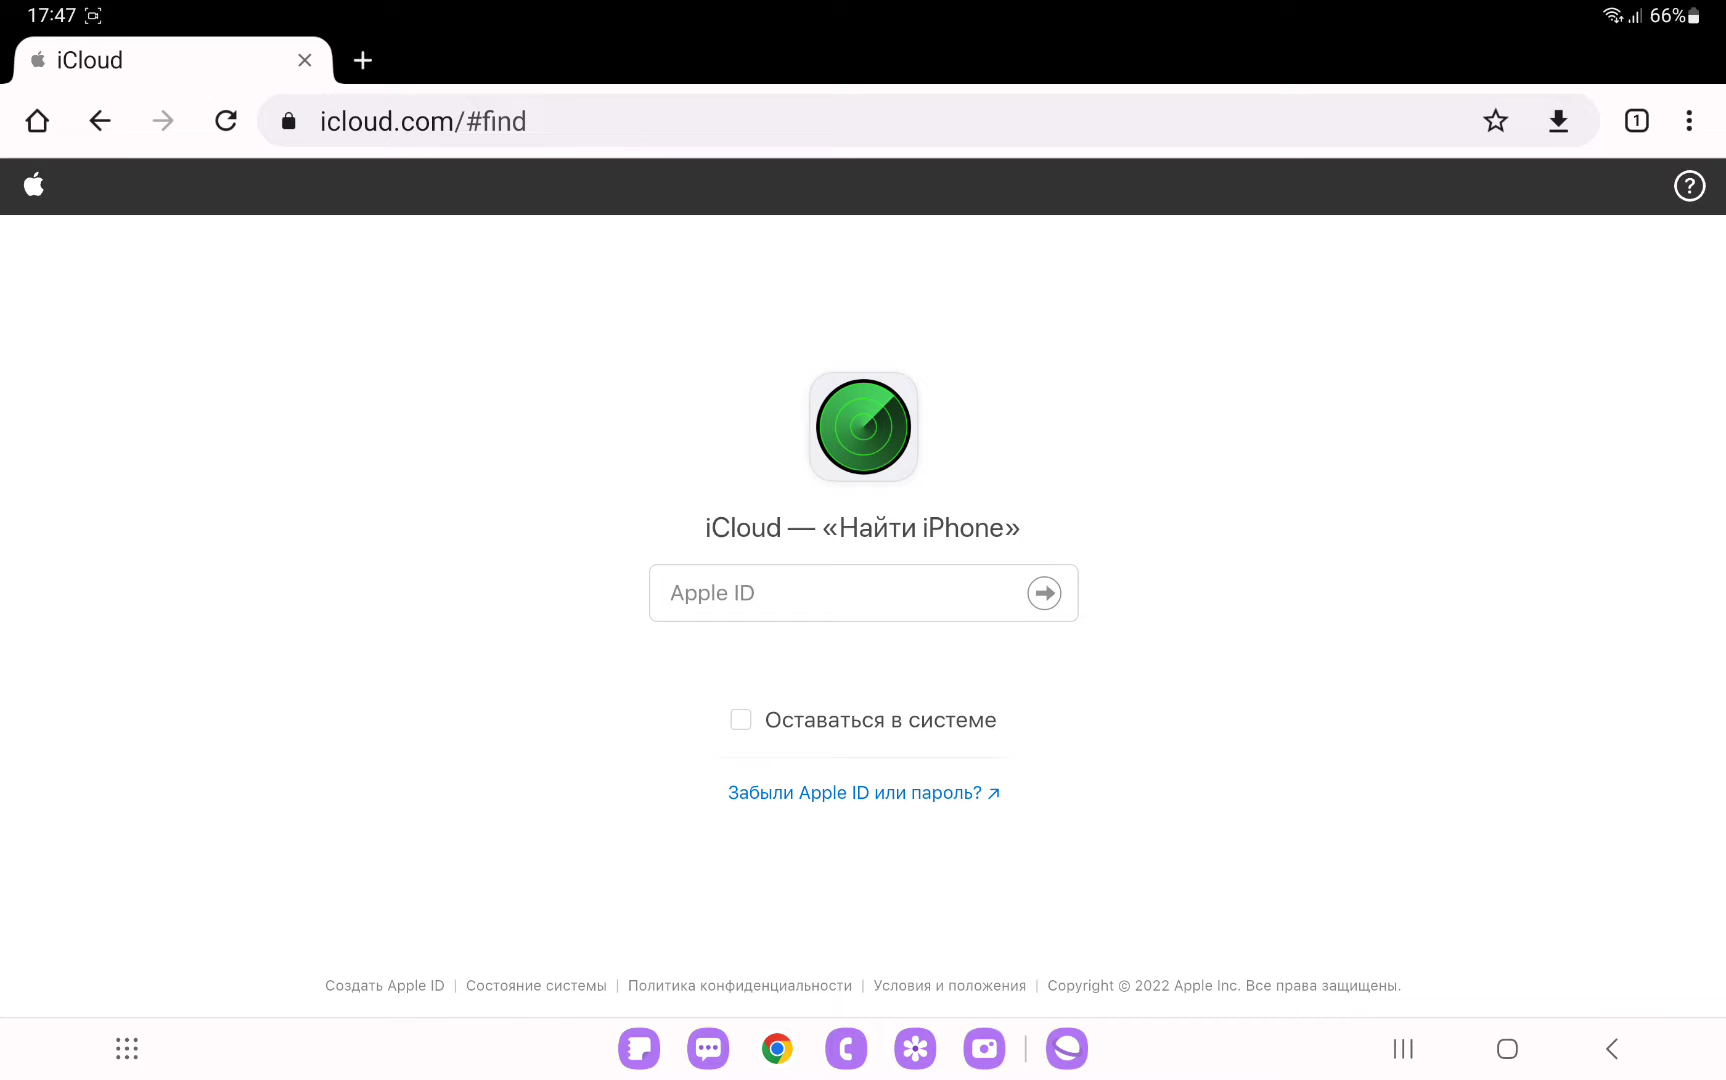 17:47
66%
iCloud
icloud.com/#find
1
?
iCloud — «Найти iPhone»
Apple ID
Оставаться в системе
Забыли Apple ID или пароль? ↗
Создать Apple ID | Состояние системы | Политика конфиденциальности | Условия и положения | Copyright © 2022 Apple Inc. Все права защищены.